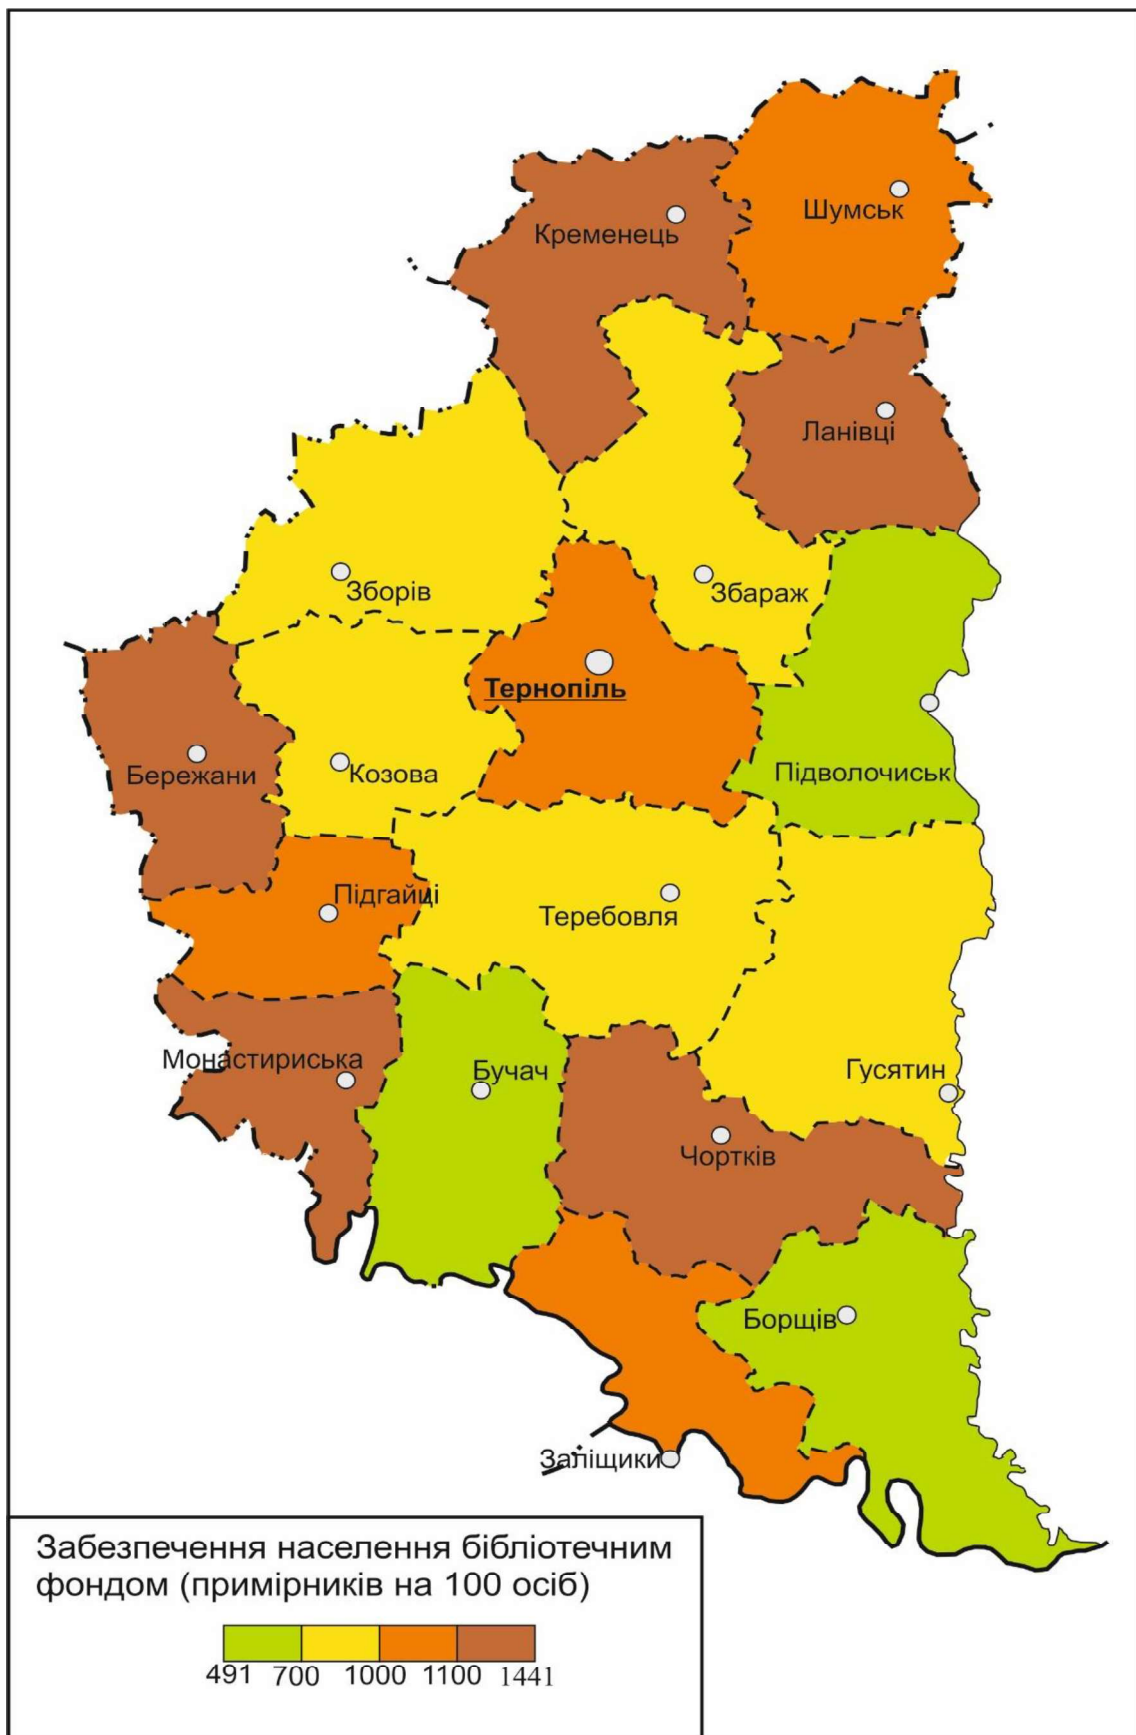 Шумськ
Кременець
Ланівці
Зборів
Збараж
Тернопіль
Бережани
Козова
Підволочиськ
Підгайці
Теребовля
Монастириська
Бучач
Гусятин
Чортків
Борщів
Заліщики
Забезпечення населення бібліотечним
фондом (примірників на 100 осіб)
491 700 1000 1100 1441